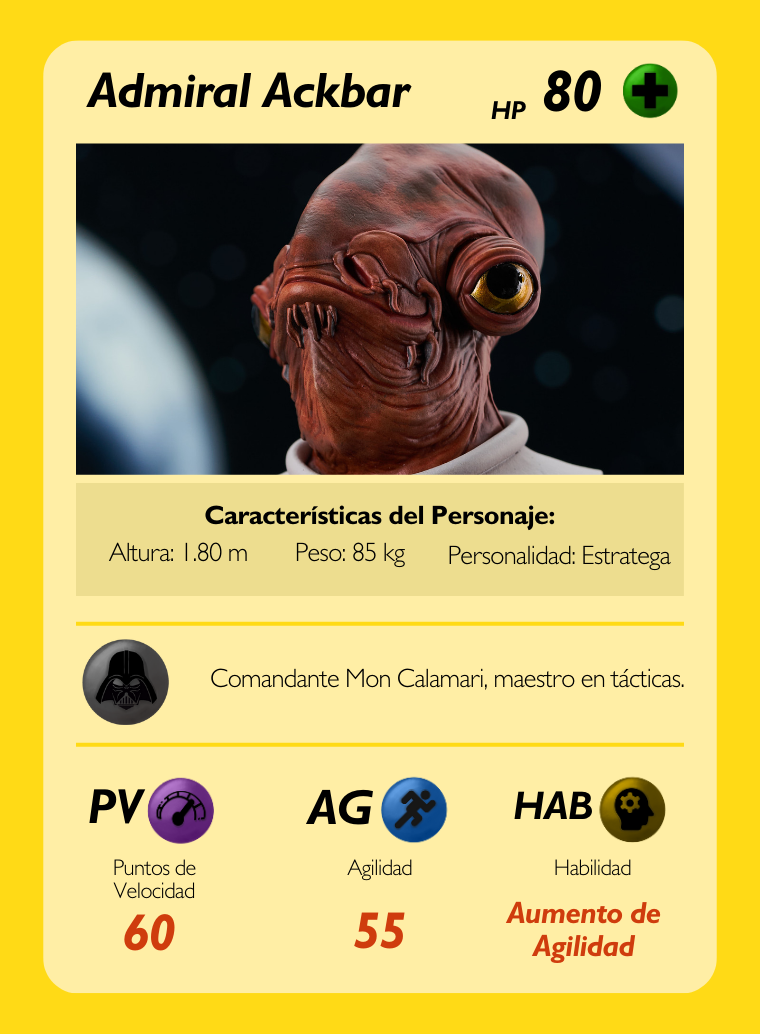 Admiral Ackbar HP 80
Características del Personaje:
Altura: 1.80 m Peso: 85 kg Personalidad: Estratega
Comandante Mon Calamari, maestro en tácticas.
PV AG HAB
Puntos de
Velocidad
Agilidad
Habilidad
60
55
Aumento de
Agilidad